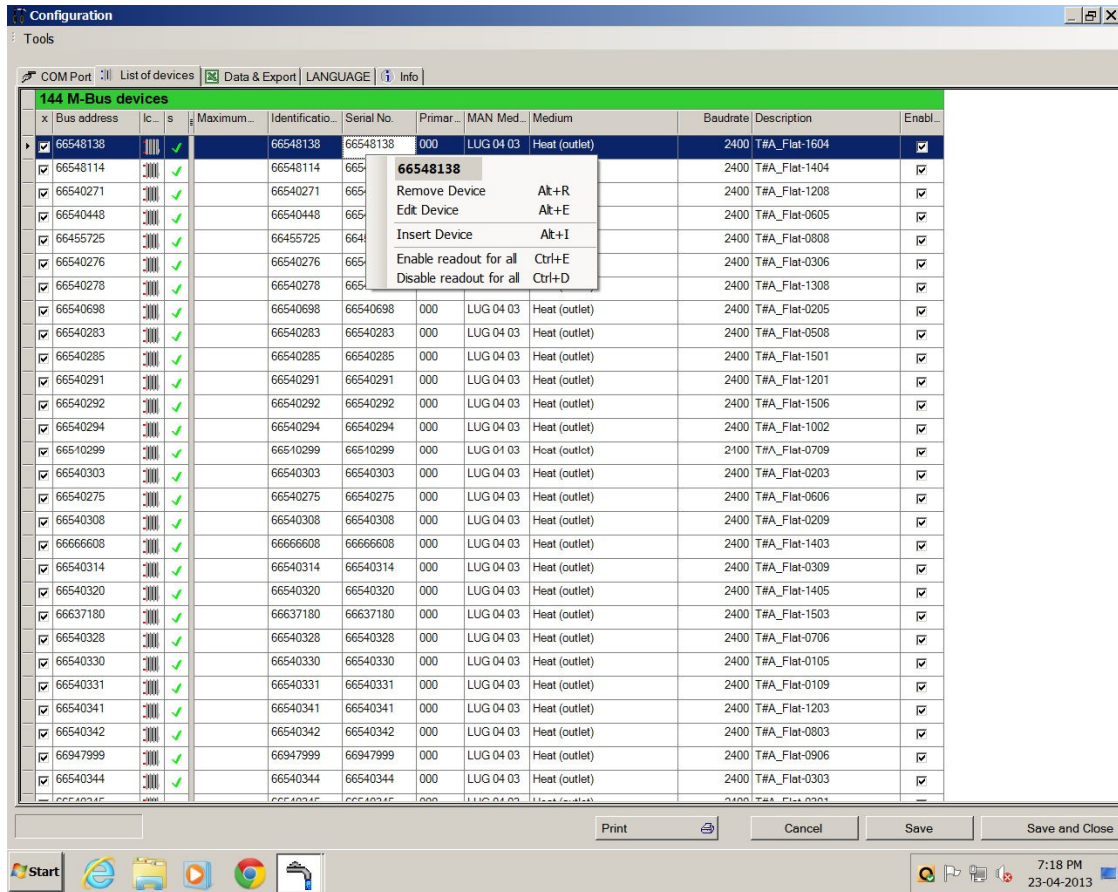 Configuration
Tools
COM Port List of devices Data & Export LANGUAGE Info
144 M-Bus devices
x Bus address Ic... s Maximum... Identificatio... Serial No. Primar... MAN Med... Medium Baudrate Description Enabl...
66548138 66548138 66548138 000 LUG 04 03 Heat (outlet) 2400 T#A_Flat-1604
66548114 66548114 665 2400 T#A_Flat-1404
66540271 66540271 665 2400 T#A_Flat-1208
66540448 66540448 665 2400 T#A_Flat-0605
66455725 66455725 664 2400 T#A_Flat-0808
66540276 66540276 665 2400 T#A_Flat-0306
66540278 66540278 665 2400 T#A_Flat-1308
66548138
Remove Device Alt+R
Edit Device Alt+E
Insert Device Alt+I
Enable readout for all Ctrl+E
Disable readout for all Ctrl+D
66540698 66540698 66540698 000 LUG 04 03 Heat (outlet) 2400 T#A_Flat-0205
66540283 66540283 66540283 000 LUG 04 03 Heat (outlet) 2400 T#A_Flat-0508
66540285 66540285 66540285 000 LUG 04 03 Heat (outlet) 2400 T#A_Flat-1501
66540291 66540291 66540291 000 LUG 04 03 Heat (outlet) 2400 T#A_Flat-1201
66540292 66540292 66540292 000 LUG 04 03 Heat (outlet) 2400 T#A_Flat-1506
66540294 66540294 66540294 000 LUG 04 03 Heat (outlet) 2400 T#A_Flat-1002
66540299 66540299 66540299 000 LUG 04 03 Heat (outlet) 2400 T#A_Flat-0709
66540303 66540303 66540303 000 LUG 04 03 Heat (outlet) 2400 T#A_Flat-0203
66540275 66540275 66540275 000 LUG 04 03 Heat (outlet) 2400 T#A_Flat-0606
66540308 66540308 66540308 000 LUG 04 03 Heat (outlet) 2400 T#A_Flat-0209
66666608 66666608 66666608 000 LUG 04 03 Heat (outlet) 2400 T#A_Flat-1403
66540314 66540314 66540314 000 LUG 04 03 Heat (outlet) 2400 T#A_Flat-0309
66540320 66540320 66540320 000 LUG 04 03 Heat (outlet) 2400 T#A_Flat-1405
66637180 66637180 66637180 000 LUG 04 03 Heat (outlet) 2400 T#A_Flat-1503
66540328 66540328 66540328 000 LUG 04 03 Heat (outlet) 2400 T#A_Flat-0706
66540330 66540330 66540330 000 LUG 04 03 Heat (outlet) 2400 T#A_Flat-0105
66540331 66540331 66540331 000 LUG 04 03 Heat (outlet) 2400 T#A_Flat-0109
66540341 66540341 66540341 000 LUG 04 03 Heat (outlet) 2400 T#A_Flat-1203
66540342 66540342 66540342 000 LUG 04 03 Heat (outlet) 2400 T#A_Flat-0803
66947999 66947999 66947999 000 LUG 04 03 Heat (outlet) 2400 T#A_Flat-0906
66540344 66540344 66540344 000 LUG 04 03 Heat (outlet) 2400 T#A_Flat-0303
Print Cancel Save Save and Close
Start 7:18 PM
23-04-2013